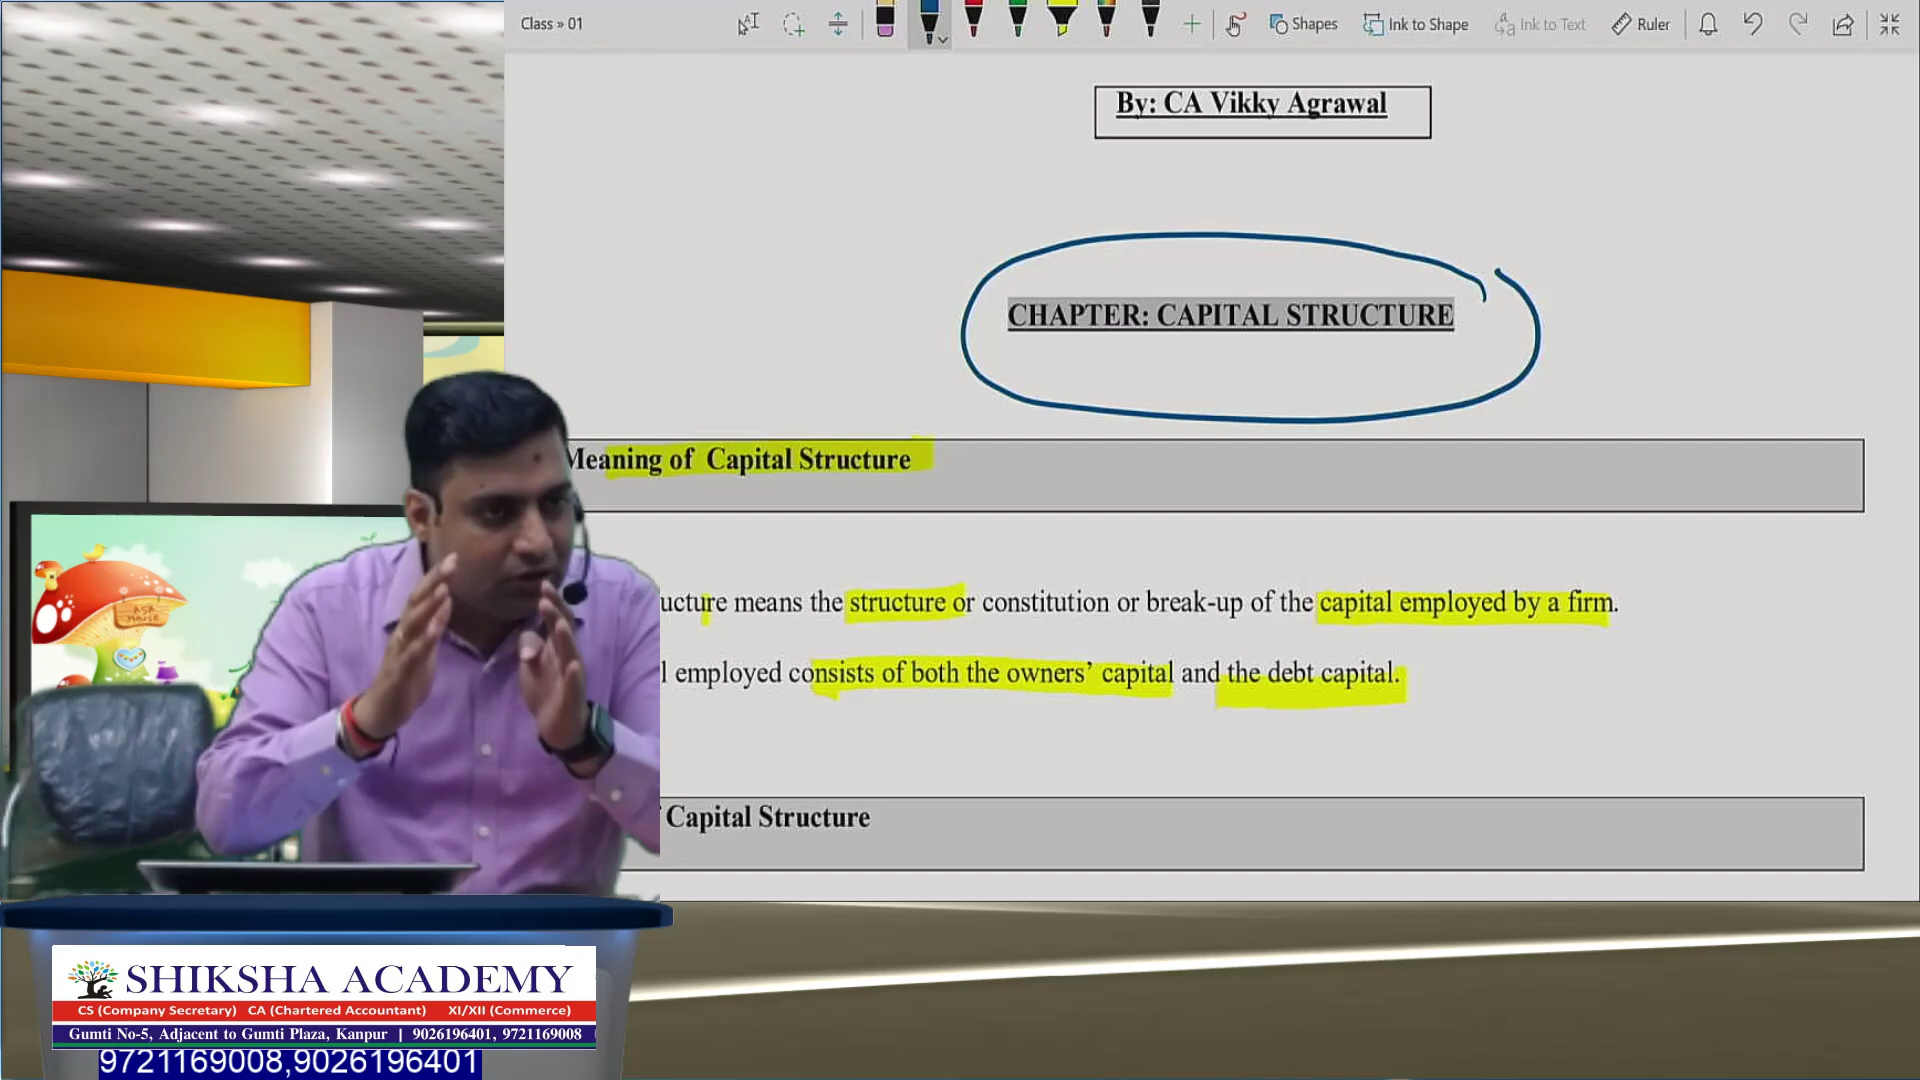 Class » 01
Shapes
Ink to Shape
Ink to Text
Ruler
By: CA Vikky Agrawal
CHAPTER: CAPITAL STRUCTURE
Meaning of Capital Structure
means the structure or constitution or break-up of the capital employed by a firm.
employed consists of both the owners' capital and the debt capital.
Capital Structure
ASA
SHIKSHA ACADEMY
CS (Company Secretary) CA (Chartered Accountant) XI/XII (Commerce)
Gumti No-5, Adjacent to Gumti Plaza, Kanpur | 9026196401, 9721169008
9721169008,9026196401